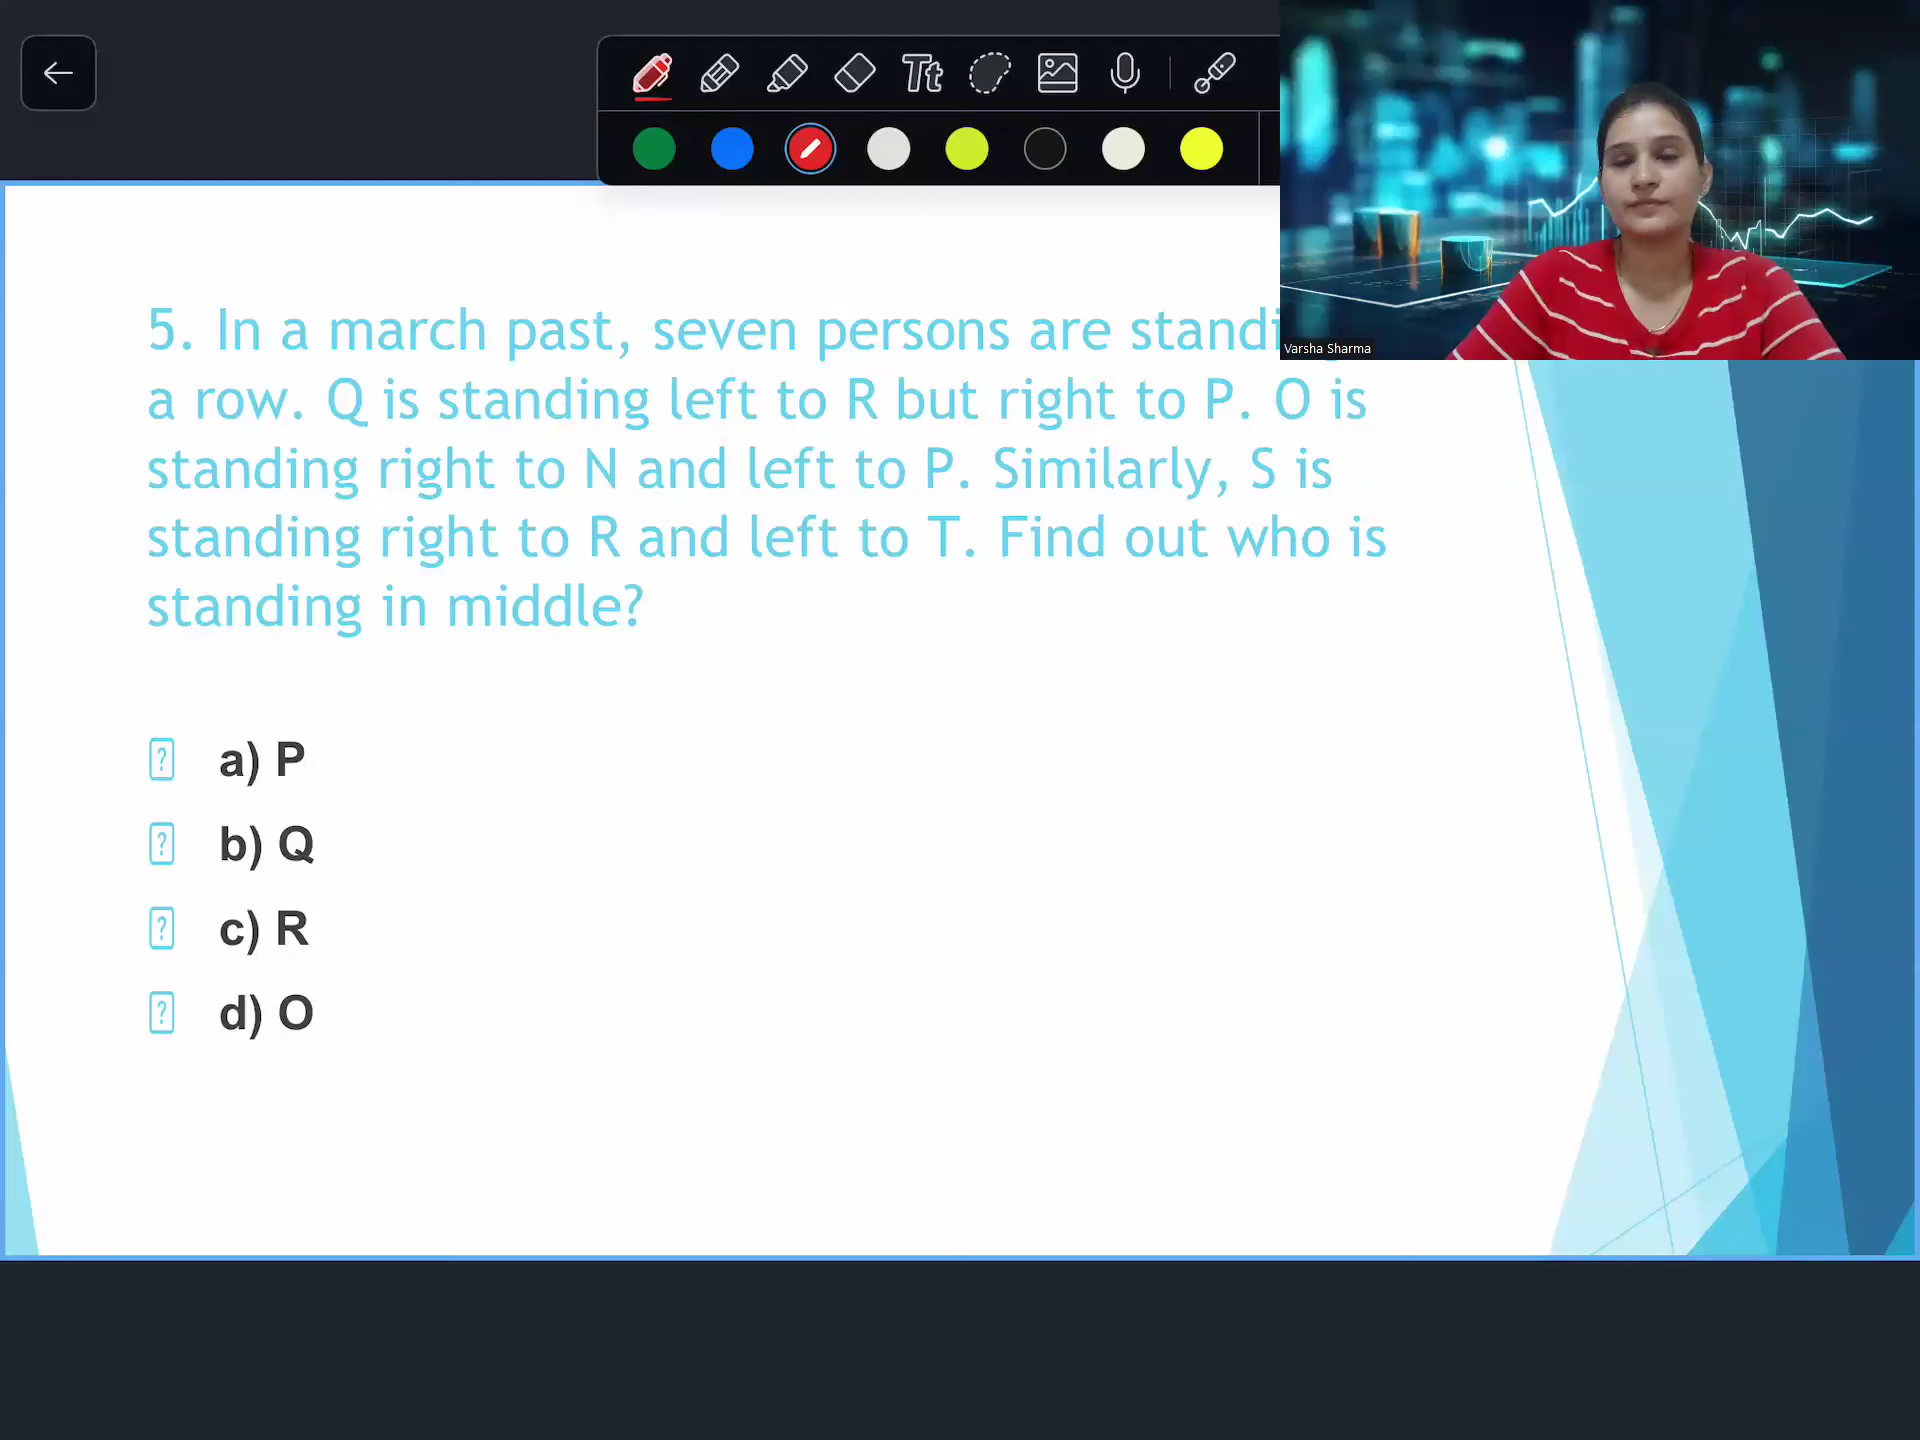 Tt
Varsha Sharma
5. In a march past, seven persons are
a row. Q is standing left to R but right to P. O is
standing right to N and left to P. Similarly, S is
standing right to R and left to T. Find out who is
standing in middle?
a) P
b) Q
c) R
d) O